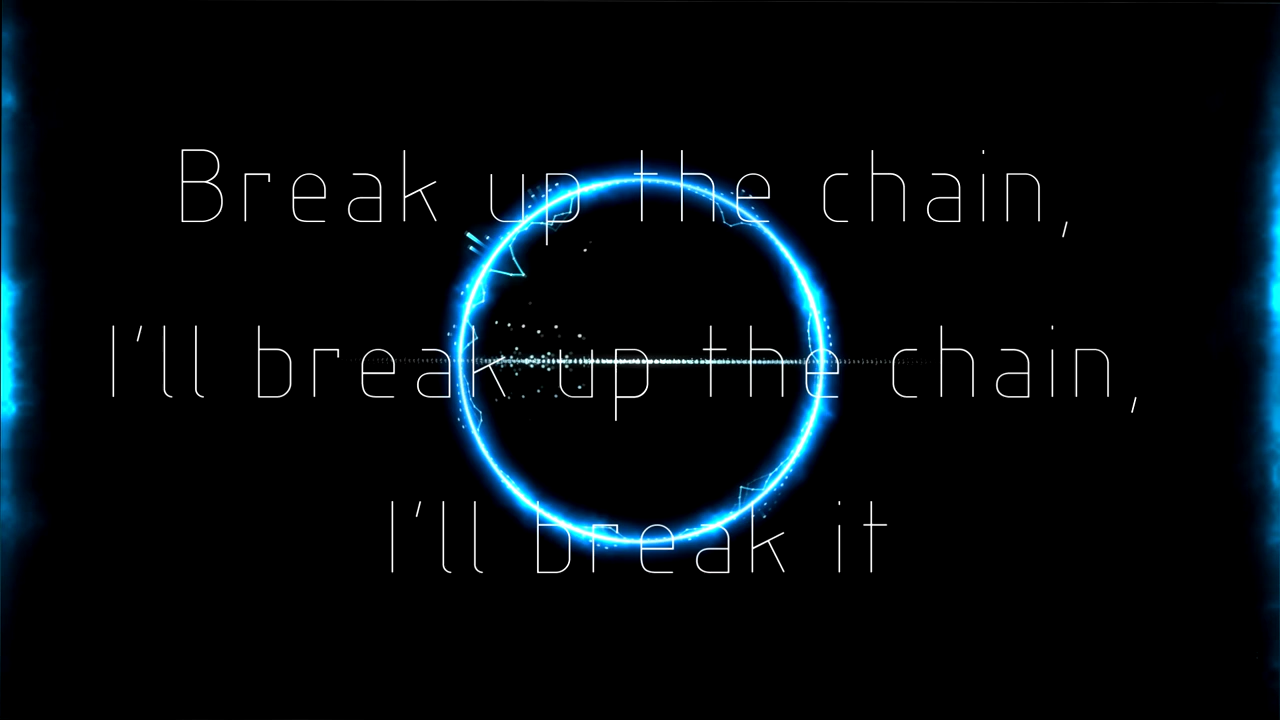 Break up the chain,
I'll break up the chain,
I'll break it